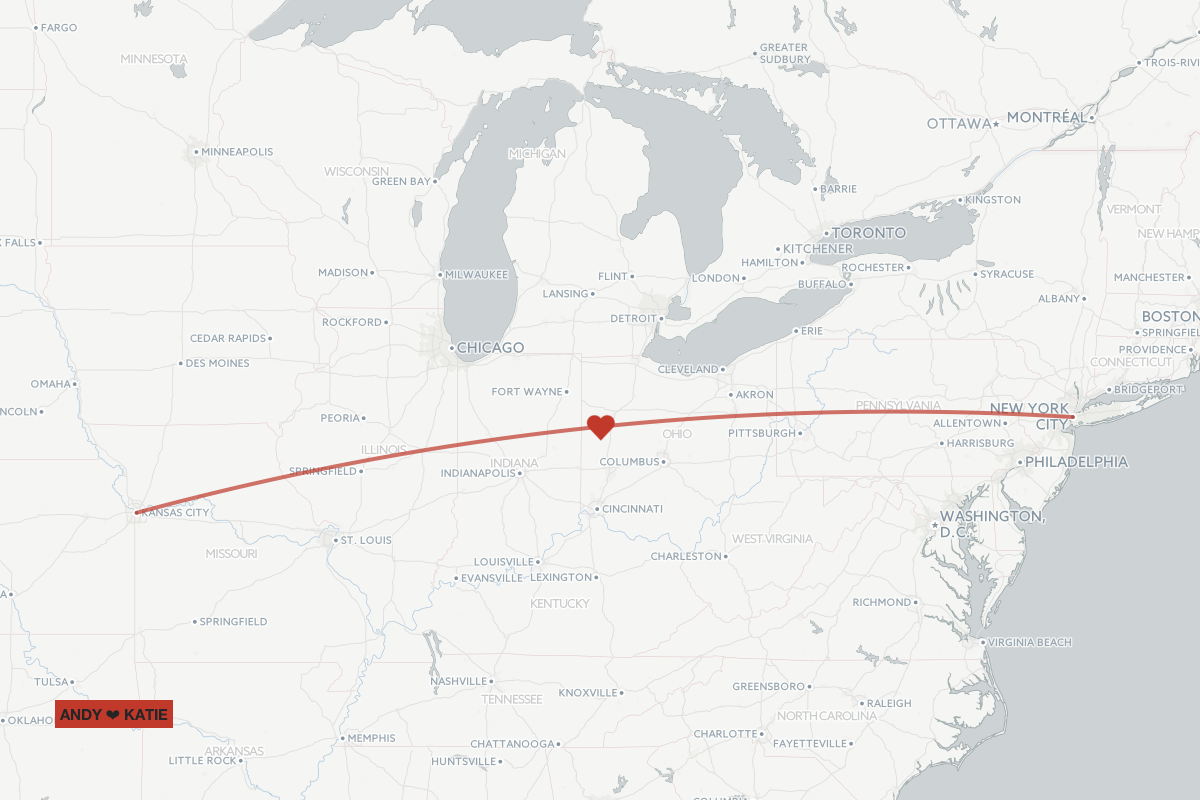 FARGO
GREATER
SUDBURY
MINNESOTA
TROIS-RIVI
OTTAWA
MONTRÉAL
MINNEAPOLIS
MICHIGAN
WISCONSIN
GREEN BAY
BARRIE
KINGSTON
VERMONT
TORONTO
NEW HAMP
X FALLS
KITCHENER
HAMILTON
ROCHESTER
MADISON
MILWAUKEE
FLINT
LONDON
SYRACUSE
MANCHESTER
BUFFALO
LANSING
ALBANY
BOSTON
ROCKFORD
DETROIT
ERIE
SPRINGFIEL
CEDAR RAPIDS
CHICAGO
PROVIDENCE
DES MOINES
CLEVELAND
CONNECTICUT
OMAHA
FORT WAYNE
AKRON
BRIDGEPORT
NCOLN
PEORIA
PENNSYLVANIA
NEW YORK
CITY
ALLENTOWN
PITTSBURGH
OHIO
HARRISBURG
ILLINOIS
INDIANA
COLUMBUS
PHILADELPHIA
SPRINGFIELD
INDIANAPOLIS
KANSAS CITY
CINCINNATI
WASHINGTON,
D.C.
ST. LOUIS
WEST VIRGINIA
MISSOURI
CHARLESTON
LOUISVILLE
EVANSVILLE
LEXINGTON
A
KENTUCKY
RICHMOND
SPRINGFIELD
VIRGINIA BEACH
TULSA
NASHVILLE
KNOXVILLE
GREENSBORO
TENNESSEE
RALEIGH
ANDY ❤ KATIE
NORTH CAROLINA
OKLAHO
CHARLOTTE
MEMPHIS
CHATTANOOGA
FAYETTEVILLE
ARKANSAS
LITTLE ROCK
HUNTSVILLE
COLUMBIA